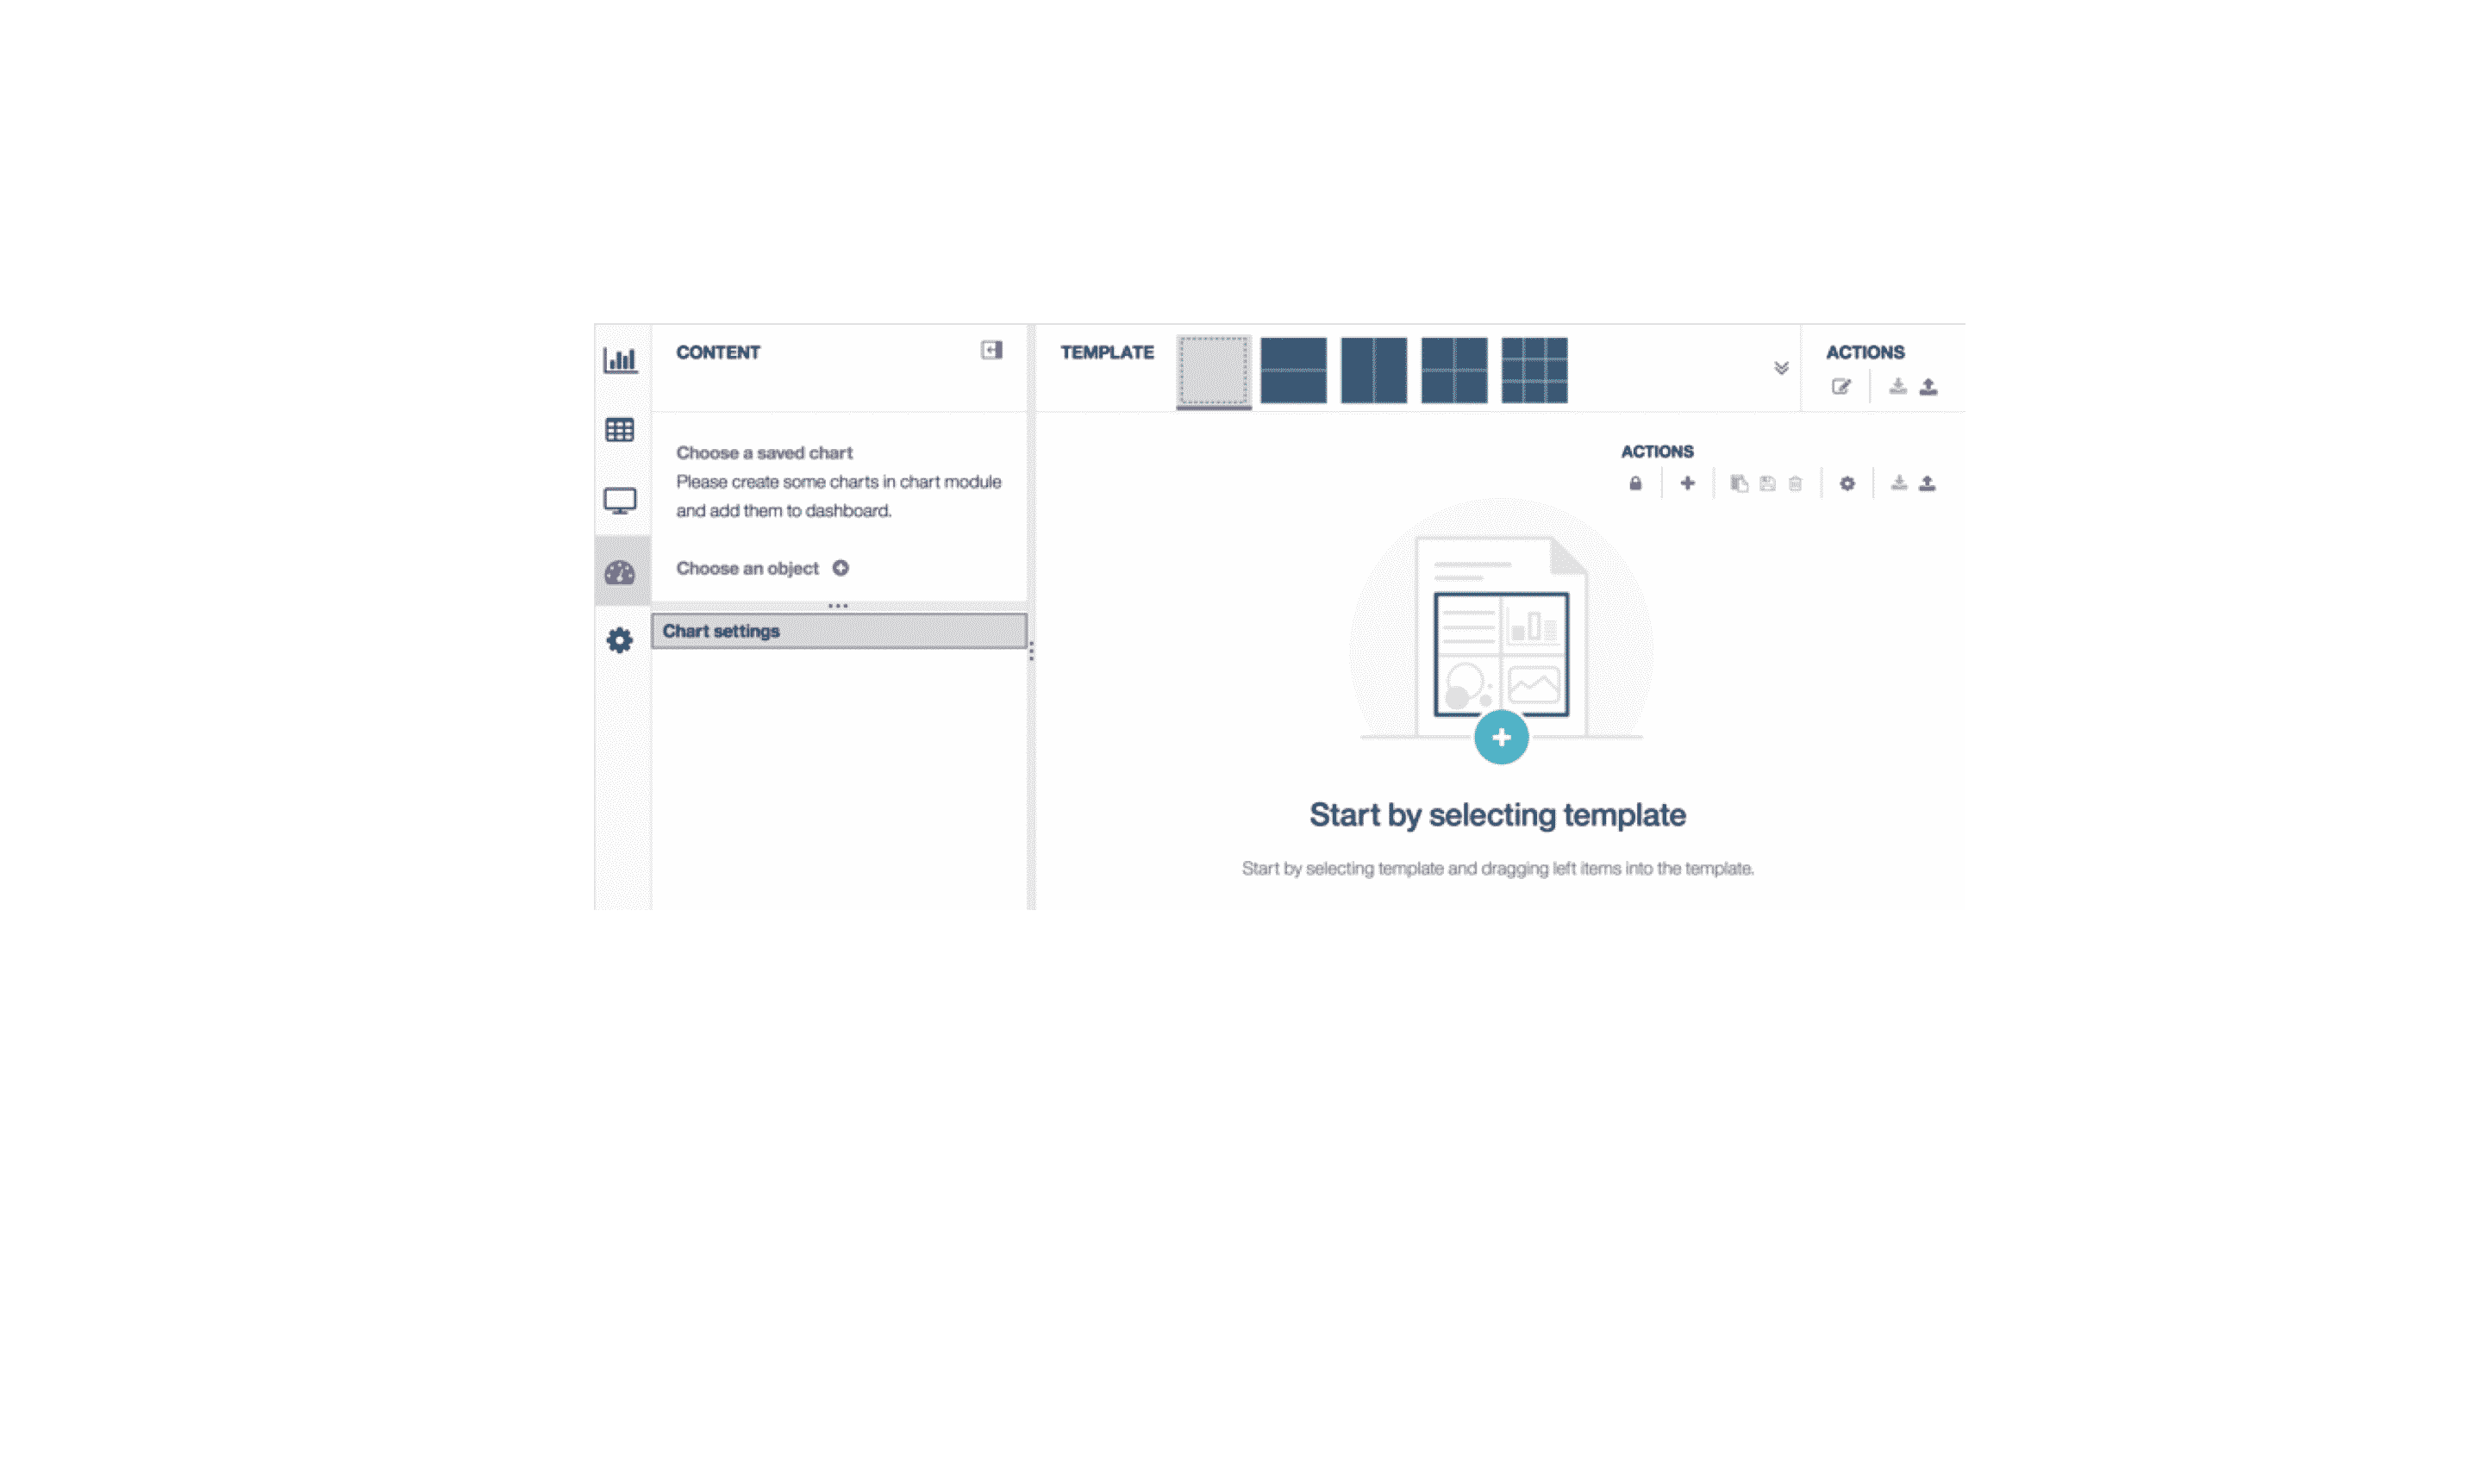 CONTENT
TEMPLATE
ACTIONS
Choose a saved chart
Please create some charts in chart module
and add them to dashboard.
Choose an object
Chart settings
ACTIONS
Start by selecting template
Start by selecting template and dragging left items into the template.